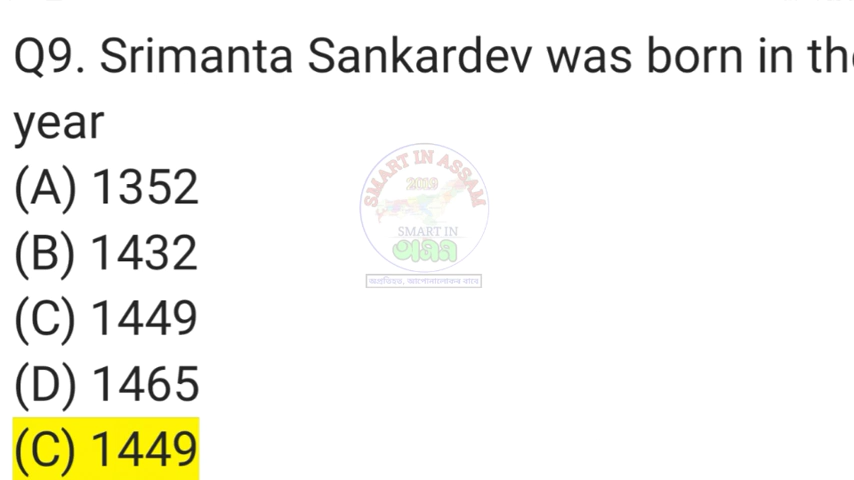 Q9. Srimanta Sankardev was born in the
year
(A) 1352
SMART IN ASSAM
2019
(B) 1432
SMART IN
অসম
(C) 1449
(D) 1465
(C) 1449